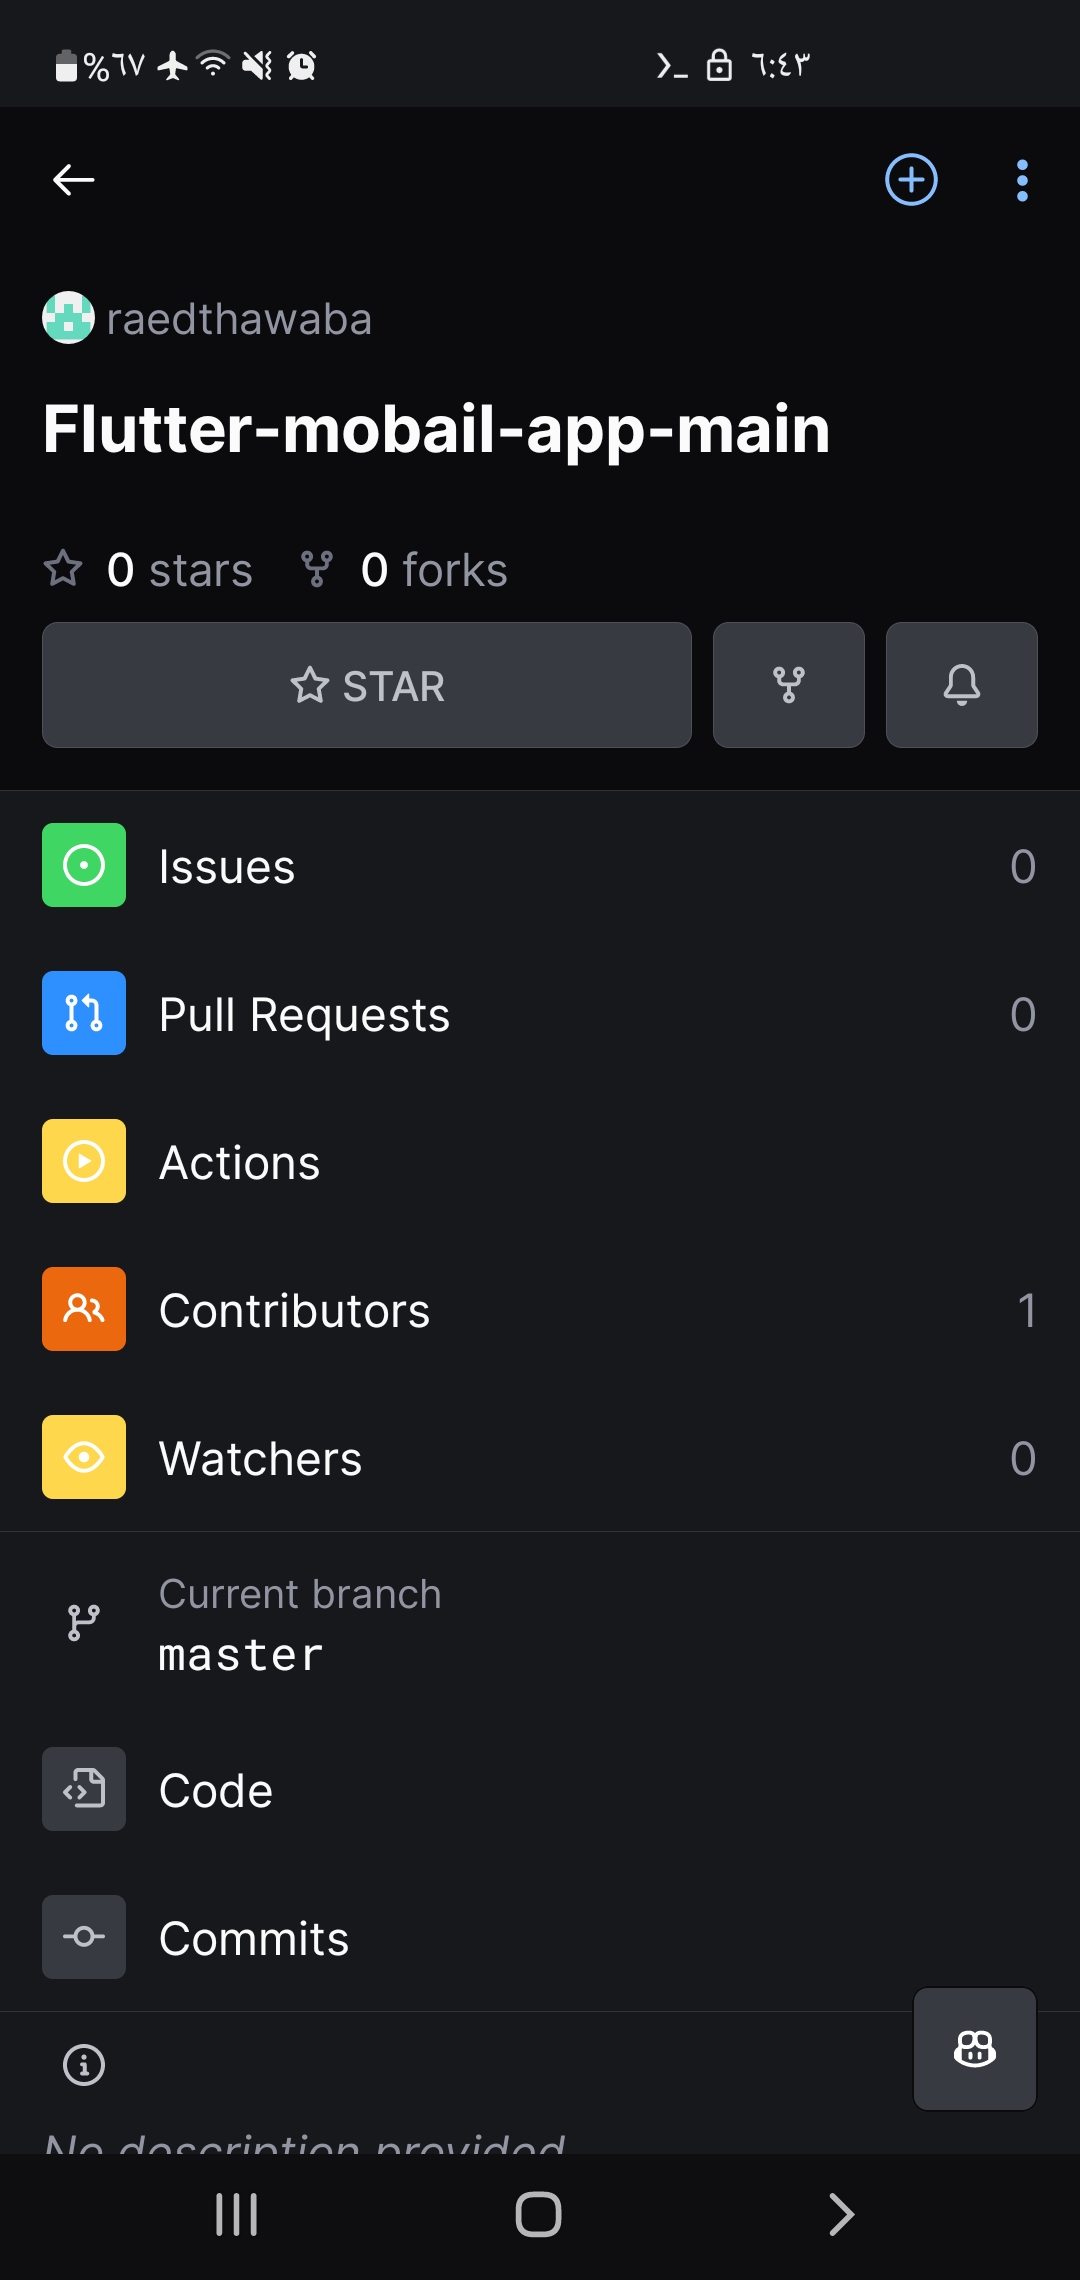 %٦٧ ٦:٤٣
raedthawaba
Flutter-mobail-app-main
0 stars 0 forks
STAR
Issues 0
Pull Requests 0
Actions
Contributors 1
Watchers 0
Current branch
master
Code
Commits
No description provided